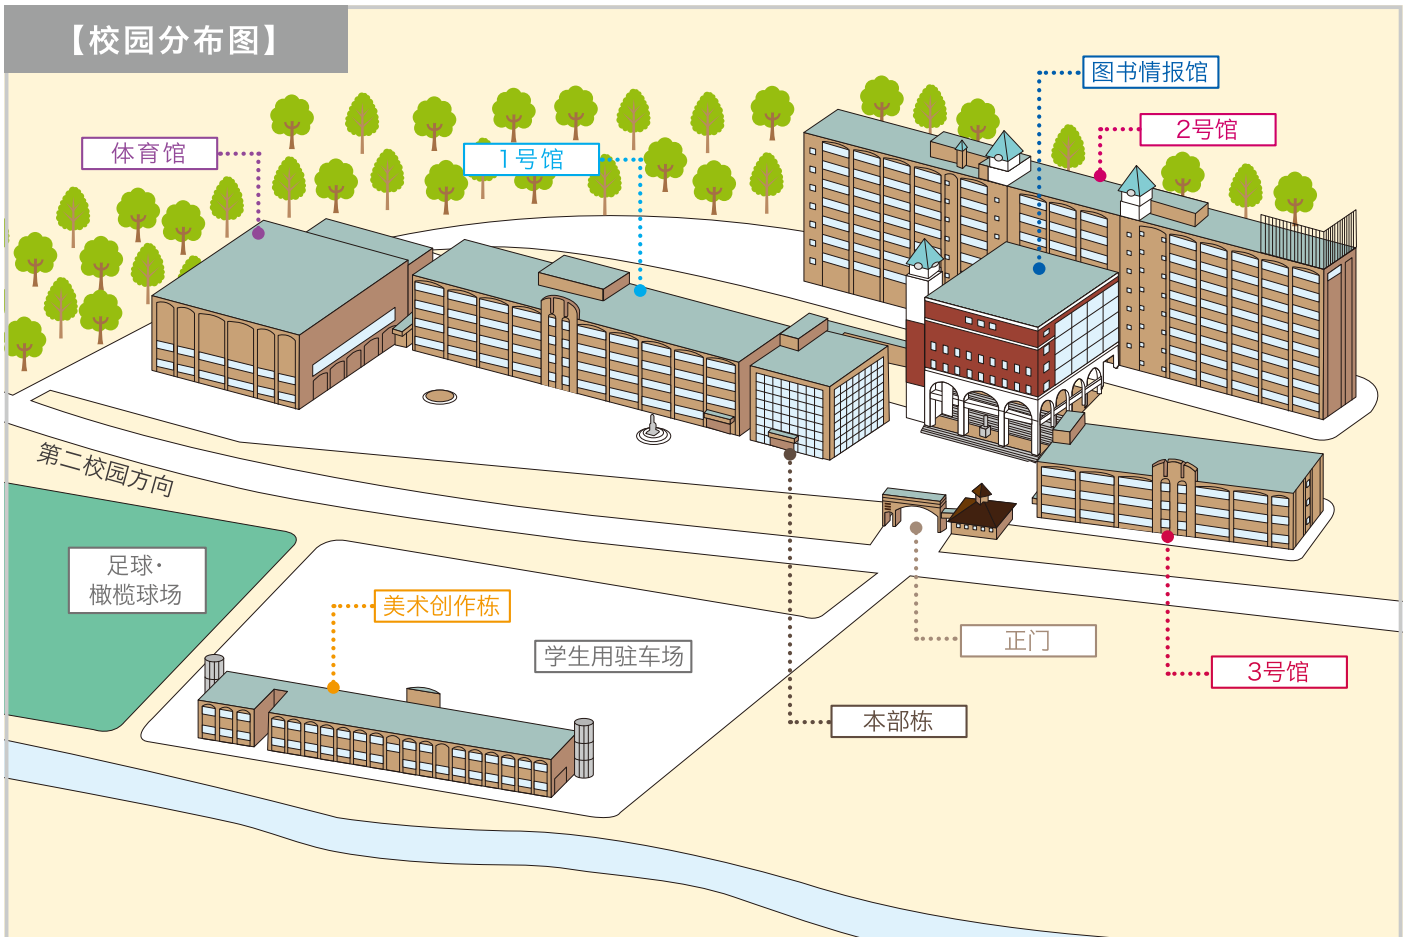 【校园分布图】
图书情报馆
2号馆
体育馆
1号馆
第二校园方向
足球·
橄榄球场
美术创作栋
学生用驻车场
正门
3号馆
本部栋